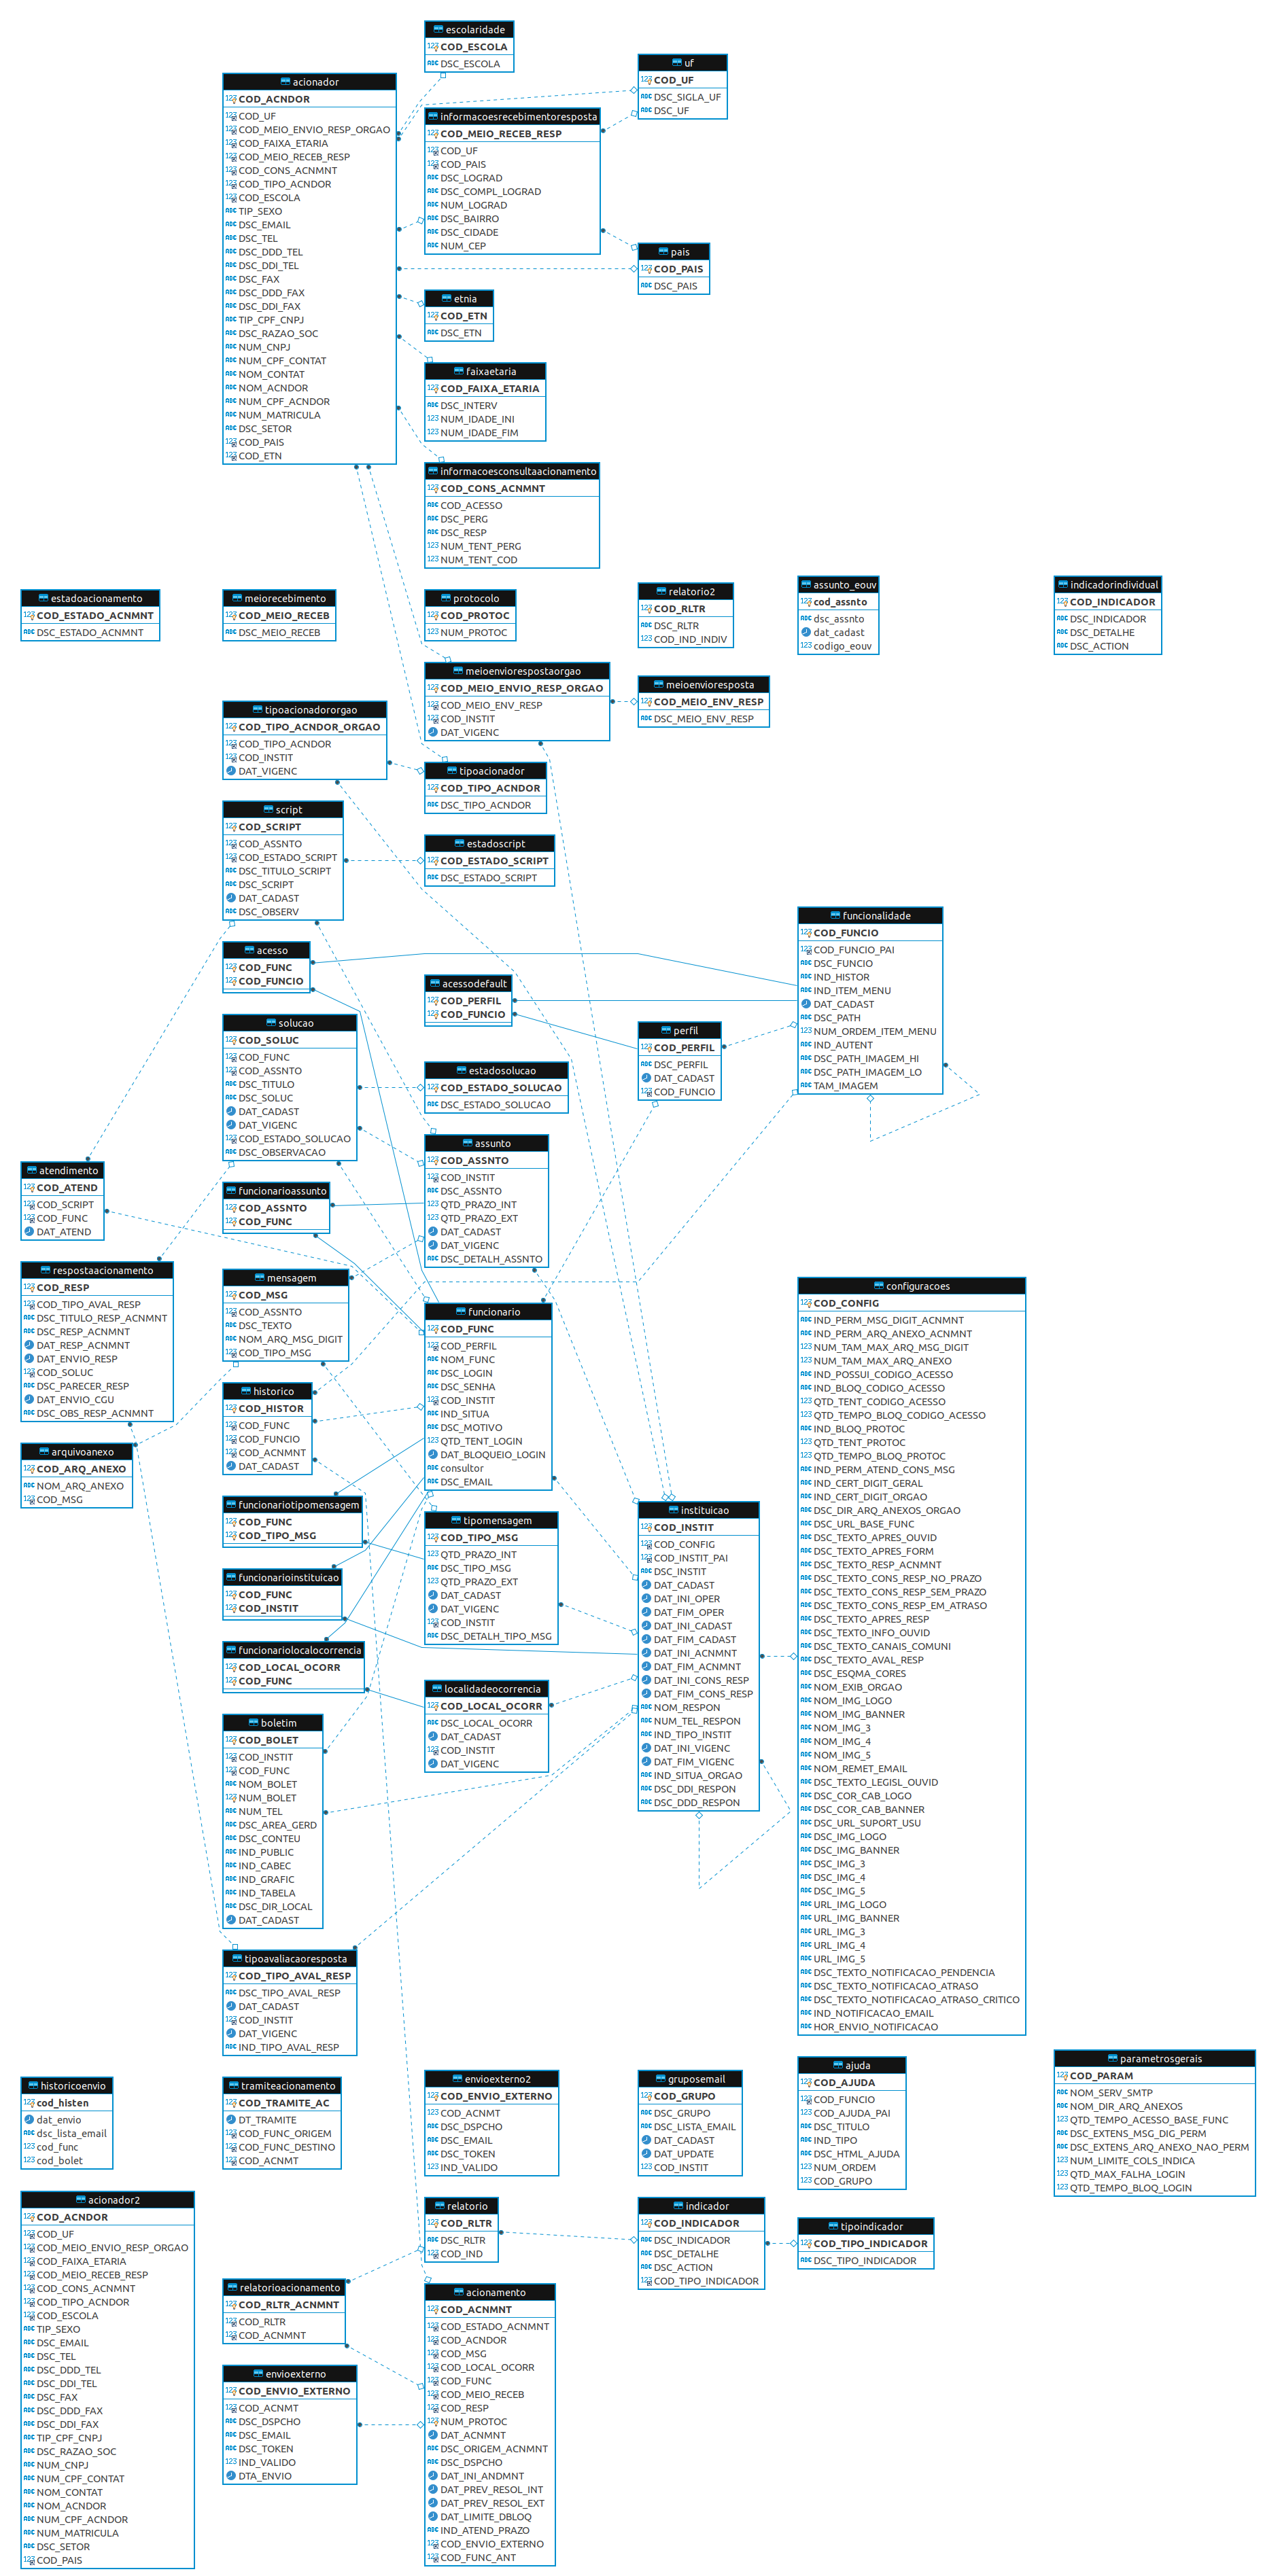 escolaridade
COD_ESCOLA
DSC_ESCOLA
uf
COD_UF
DSC_SIGLA_UF
DSC_UF
acionador
COD_ACNDOR
COD_UF
COD_MEIO_ENVIO_RESP_ORGAO
COD_FAIXA_ETARIA
COD_MEIO_RECEB_RESP
COD_CONS_ACNMNT
COD_TIPO_ACNDOR
COD_ESCOLA
TIP_SEXO
DSC_EMAIL
DSC_TEL
DSC_DDD_TEL
DSC_DDI_TEL
DSC_FAX
DSC_DDD_FAX
DSC_DDI_FAX
TIP_CPF_CNPJ
DSC_RAZAO_SOC
NUM_CNPJ
NUM_CPF_CONTAT
NOM_CONTAT
NOM_ACNDOR
NUM_CPF_ACNDOR
NUM_MATRICULA
DSC_SETOR
COD_PAIS
COD_ETN
informacoesrecebimentoresposta
COD_MEIO_RECEB_RESP
COD_UF
COD_PAIS
DSC_LOGRAD
DSC_COMPL_LOGRAD
NUM_LOGRAD
DSC_BAIRRO
DSC_CIDADE
NUM_CEP
pais
COD_PAIS
DSC_PAIS
etnia
COD_ETN
DSC_ETN
faixaetaria
COD_FAIXA_ETARIA
DSC_INTERV
NUM_IDADE_INI
NUM_IDADE_FIM
informacoesconsultaacionamento
COD_CONS_ACNMNT
COD_ACESSO
DSC_PERG
DSC_RESP
NUM_TENT_PERG
NUM_TENT_COD
estadoacionamento
COD_ESTADO_ACNMNT
DSC_ESTADO_ACNMNT
meiorecebimento
COD_MEIO_RECEB
DSC_MEIO_RECEB
protocolo
COD_PROTOC
NUM_PROTOC
relatorio2
COD_RLTR
DSC_RLTR
COD_IND_INDIV
assunto_eouv
cod_assnto
dsc_assnto
dat_cadast
codigo_eouv
indicadorindividual
COD_INDICADOR
DSC_INDICADOR
DSC_DETALHE
DSC_ACTION
meioenviorespostaorgao
COD_MEIO_ENVIO_RESP_ORGAO
COD_MEIO_ENV_RESP
COD_INSTIT
DAT_VIGENC
meioenvioresposta
COD_MEIO_ENV_RESP
DSC_MEIO_ENV_RESP
tipoacionadororgao
COD_TIPO_ACNDOR_ORGAO
COD_TIPO_ACNDOR
COD_INSTIT
DAT_VIGENC
tipoacionador
COD_TIPO_ACNDOR
DSC_TIPO_ACNDOR
script
COD_SCRIPT
COD_ASSNTO
COD_ESTADO_SCRIPT
DSC_TITULO_SCRIPT
DSC_SCRIPT
DAT_CADAST
DSC_OBSERV
estadoscript
COD_ESTADO_SCRIPT
DSC_ESTADO_SCRIPT
funcionalidade
COD_FUNCIO
COD_FUNCIO_PAI
DSC_FUNCIO
IND_HISTOR
IND_ITEM_MENU
DAT_CADAST
DSC_PATH
NUM_ORDEM_ITEM_MENU
IND_AUTENT
DSC_PATH_IMAGEM_HI
DSC_PATH_IMAGEM_LO
TAM_IMAGEM
acesso
COD_FUNC
COD_FUNCIO
acessodefault
COD_PERFIL
COD_FUNCIO
perfil
COD_PERFIL
DSC_PERFIL
DAT_CADAST
COD_FUNCIO
solucao
COD_SOLUC
COD_FUNC
COD_ASSNTO
DSC_TITULO
DSC_SOLUC
DAT_CADAST
DAT_VIGENC
COD_ESTADO_SOLUCAO
DSC_OBSERVACAO
estadosolucao
COD_ESTADO_SOLUCAO
DSC_ESTADO_SOLUCAO
assunto
COD_ASSNTO
COD_INSTIT
DSC_ASSNTO
QTD_PRAZO_INT
QTD_PRAZO_EXT
DAT_CADAST
DAT_VIGENC
DSC_DETALH_ASSNTO
atendimento
COD_ATEND
COD_SCRIPT
COD_FUNC
DAT_ATEND
funcionarioassunto
COD_ASSNTO
COD_FUNC
respostaacionamento
COD_RESP
COD_TIPO_AVAL_RESP
DSC_TITULO_RESP_ACNMNT
DSC_RESP_ACNMNT
DAT_RESP_ACNMNT
DAT_ENVIO_RESP
COD_SOLUC
DSC_PARECER_RESP
DAT_ENVIO_CGU
DSC_OBS_RESP_ACNMNT
mensagem
COD_MSG
COD_ASSNTO
DSC_TEXTO
NOM_ARQ_MSG_DIGIT
COD_TIPO_MSG
funcionario
COD_FUNC
COD_PERFIL
NOM_FUNC
DSC_LOGIN
DSC_SENHA
COD_INSTIT
IND_SITUA
DSC_MOTIVO
QTD_TENT_LOGIN
DAT_BLOQUEIO_LOGIN
consultor
DSC_EMAIL
configuracoes
COD_CONFIG
IND_PERM_MSG_DIGIT_ACNMNT
IND_PERM_ARQ_ANEXO_ACNMNT
NUM_TAM_MAX_ARQ_MSG_DIGIT
NUM_TAM_MAX_ARQ_ANEXO
IND_POSSUI_CODIGO_ACESSO
IND_BLOQ_CODIGO_ACESSO
QTD_TENT_CODIGO_ACESSO
QTD_TEMPO_BLOQ_CODIGO_ACESSO
IND_BLOQ_PROTOC
QTD_TENT_PROTOC
QTD_TEMPO_BLOQ_PROTOC
IND_PERM_ATEND_CONS_MSG
IND_CERT_DIGIT_GERAL
IND_CERT_DIGIT_ORGAO
DSC_DIR_ARQ_ANEXOS_ORGAO
DSC_URL_BASE_FUNC
DSC_TEXTO_APRES_OUVID
DSC_TEXTO_APRES_FORM
DSC_TEXTO_RESP_ACNMNT
DSC_TEXTO_CONS_RESP_NO_PRAZO
DSC_TEXTO_CONS_RESP_SEM_PRAZO
DSC_TEXTO_CONS_RESP_EM_ATRASO
DSC_TEXTO_APRES_RESP
DSC_TEXTO_INFO_OUVID
DSC_TEXTO_CANAIS_COMUNI
DSC_TEXTO_AVAL_RESP
DSC_ESQMA_CORES
NOM_EXIB_ORGAO
NOM_IMG_LOGO
NOM_IMG_BANNER
NOM_IMG_3
NOM_IMG_4
NOM_IMG_5
NOM_REMET_EMAIL
DSC_TEXTO_LEGISL_OUVID
DSC_COR_CAB_LOGO
DSC_COR_CAB_BANNER
DSC_URL_SUPORT_USU
DSC_IMG_LOGO
DSC_IMG_BANNER
DSC_IMG_3
DSC_IMG_4
DSC_IMG_5
URL_IMG_LOGO
URL_IMG_BANNER
URL_IMG_3
URL_IMG_4
URL_IMG_5
DSC_TEXTO_NOTIFICACAO_PENDENCIA
DSC_TEXTO_NOTIFICACAO_ATRASO
DSC_TEXTO_NOTIFICACAO_ATRASO_CRITICO
IND_NOTIFICACAO_EMAIL
HOR_ENVIO_NOTIFICACAO
historico
COD_HISTOR
COD_FUNC
COD_FUNCIO
COD_ACNMNT
DAT_CADAST
arquivoanexo
COD_ARQ_ANEXO
NOM_ARQ_ANEXO
COD_MSG
funcionariotipomensagem
COD_FUNC
COD_TIPO_MSG
tipomensagem
COD_TIPO_MSG
QTD_PRAZO_INT
DSC_TIPO_MSG
QTD_PRAZO_EXT
DAT_CADAST
DAT_VIGENC
COD_INSTIT
DSC_DETALH_TIPO_MSG
instituicao
COD_INSTIT
COD_CONFIG
COD_INSTIT_PAI
DSC_INSTIT
DAT_CADAST
DAT_INI_OPER
DAT_FIM_OPER
DAT_INI_CADAST
DAT_FIM_CADAST
DAT_INI_ACNMNT
DAT_FIM_ACNMNT
DAT_INI_CONS_RESP
DAT_FIM_CONS_RESP
NOM_RESPON
NUM_TEL_RESPON
IND_TIPO_INSTIT
DAT_INI_VIGENC
DAT_FIM_VIGENC
IND_SITUA_ORGAO
DSC_DDI_RESPON
DSC_DDD_RESPON
funcionarioinstituicao
COD_FUNC
COD_INSTIT
funcionariolocalocorrencia
COD_LOCAL_OCORR
COD_FUNC
localidadeocorrencia
COD_LOCAL_OCORR
DSC_LOCAL_OCORR
DAT_CADAST
COD_INSTIT
DAT_VIGENC
boletim
COD_BOLET
COD_INSTIT
COD_FUNC
NOM_BOLET
NUM_BOLET
NUM_TEL
DSC_AREA_GERD
DSC_CONTEU
IND_PUBLIC
IND_CABEC
IND_GRAFIC
IND_TABELA
DSC_DIR_LOCAL
DAT_CADAST
tipoavaliacaoresposta
COD_TIPO_AVAL_RESP
DSC_TIPO_AVAL_RESP
DAT_CADAST
COD_INSTIT
DAT_VIGENC
IND_TIPO_AVAL_RESP
historicoenvio
cod_histen
dat_envio
dsc_lista_email
cod_func
cod_bolet
tramiteacionamento
COD_TRAMITE_AC
DT_TRAMITE
COD_FUNC_ORIGEM
COD_FUNC_DESTINO
COD_ACNMT
envioexterno2
COD_ENVIO_EXTERNO
COD_ACNMT
DSC_DSPCHO
DSC_EMAIL
DSC_TOKEN
IND_VALIDO
gruposemail
COD_GRUPO
DSC_GRUPO
DSC_LISTA_EMAIL
DAT_CADAST
DAT_UPDATE
COD_INSTIT
ajuda
COD_AJUDA
COD_FUNCIO
COD_AJUDA_PAI
DSC_TITULO
IND_TIPO
DSC_HTML_AJUDA
NUM_ORDEM
COD_GRUPO
parametrosgerais
COD_PARAM
NOM_SERV_SMTP
NOM_DIR_ARQ_ANEXOS
QTD_TEMPO_ACESSO_BASE_FUNC
DSC_EXTENS_MSG_DIG_PERM
DSC_EXTENS_ARQ_ANEXO_NAO_PERM
NUM_LIMITE_COLS_INDICA
QTD_MAX_FALHA_LOGIN
QTD_TEMPO_BLOQ_LOGIN
acionador2
COD_ACNDOR
COD_UF
COD_MEIO_ENVIO_RESP_ORGAO
COD_FAIXA_ETARIA
COD_MEIO_RECEB_RESP
COD_CONS_ACNMNT
COD_TIPO_ACNDOR
COD_ESCOLA
TIP_SEXO
DSC_EMAIL
DSC_TEL
DSC_DDD_TEL
DSC_DDI_TEL
DSC_FAX
DSC_DDD_FAX
DSC_DDI_FAX
TIP_CPF_CNPJ
DSC_RAZAO_SOC
NUM_CNPJ
NUM_CPF_CONTAT
NOM_CONTAT
NOM_ACNDOR
NUM_CPF_ACNDOR
NUM_MATRICULA
DSC_SETOR
COD_PAIS
relatorio
COD_RLTR
DSC_RLTR
COD_IND
indicador
COD_INDICADOR
DSC_INDICADOR
DSC_DETALHE
DSC_ACTION
COD_TIPO_INDICADOR
tipoindicador
COD_TIPO_INDICADOR
DSC_TIPO_INDICADOR
relatorioacionamento
COD_RLTR_ACNMNT
COD_RLTR
COD_ACNMNT
acionamento
COD_ACNMNT
COD_ESTADO_ACNMNT
COD_ACNDOR
COD_MSG
COD_LOCAL_OCORR
COD_FUNC
COD_MEIO_RECEB
COD_RESP
NUM_PROTOC
DAT_ACNMNT
DSC_ORIGEM_ACNMNT
DSC_DSPCHO
DAT_INI_ANDMNT
DAT_PREV_RESOL_INT
DAT_PREV_RESOL_EXT
DAT_LIMITE_DBLOQ
IND_ATEND_PRAZO
COD_ENVIO_EXTERNO
COD_FUNC_ANT
envioexterno
COD_ENVIO_EXTERNO
COD_ACNMT
DSC_DSPCHO
DSC_EMAIL
DSC_TOKEN
IND_VALIDO
DTA_ENVIO